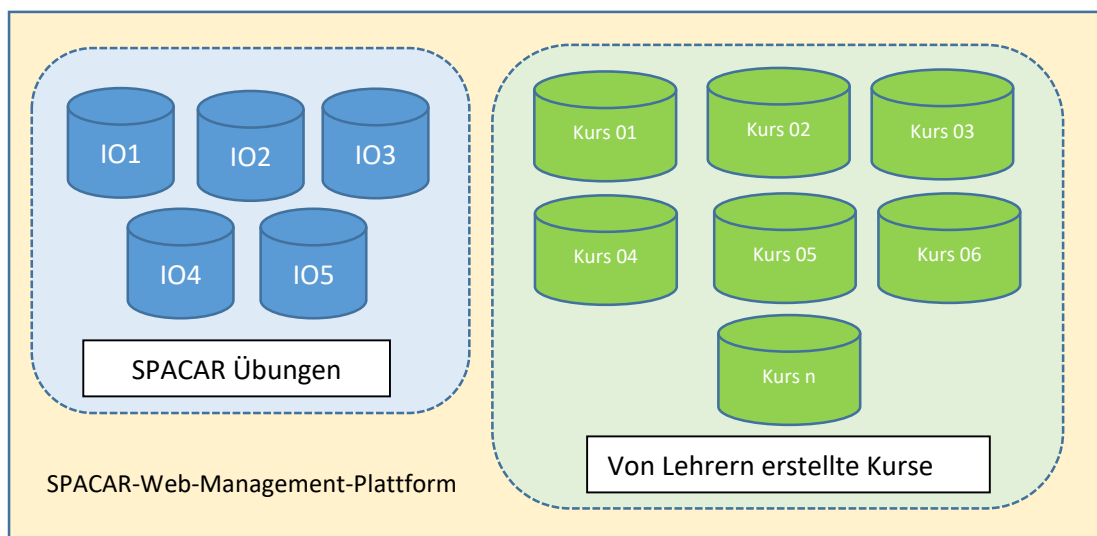 IO1
IO2
IO3
IO4
IO5
SPACAR Übungen
SPACAR-Web-Management-Plattform
Kurs 01
Kurs 02
Kurs 03
Kurs 04
Kurs 05
Kurs 06
Kurs n
Von Lehrern erstellte Kurse